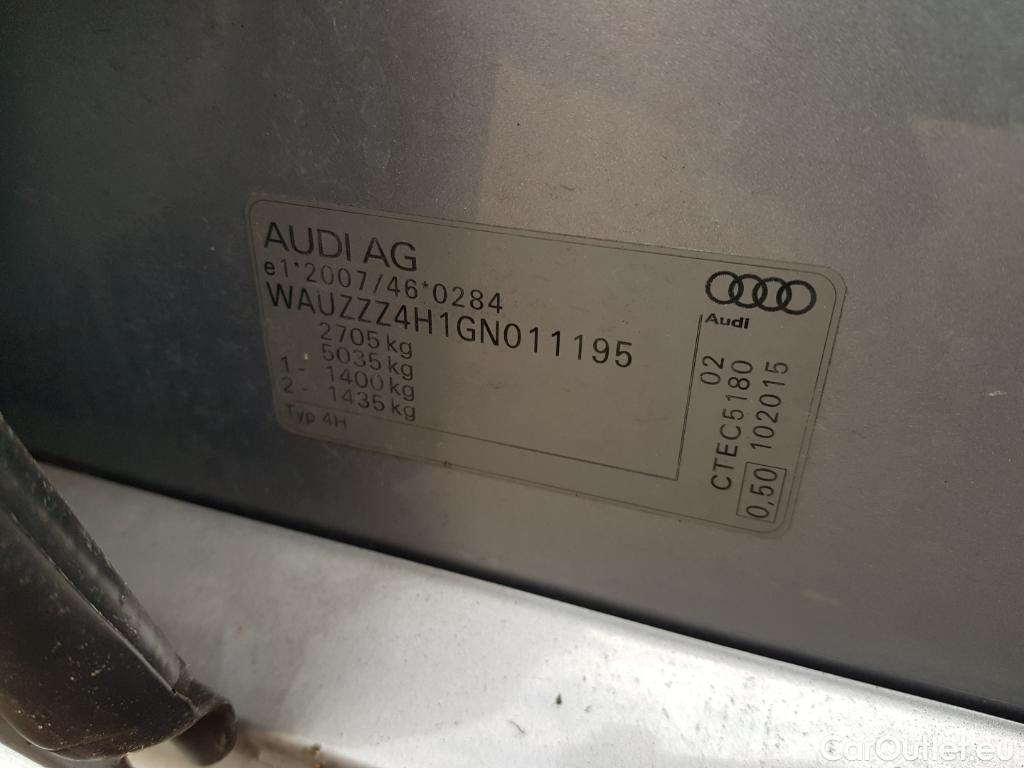 AUDI AG
e1*2007/46*0284
WAUZZZ4H1GN011195
2705 kg
5035 kg
1 - 1400 kg
2 - 1435 kg
Typ 4H
Audi
02
CTEC5180
0,50 102015
CarOutlet.eu